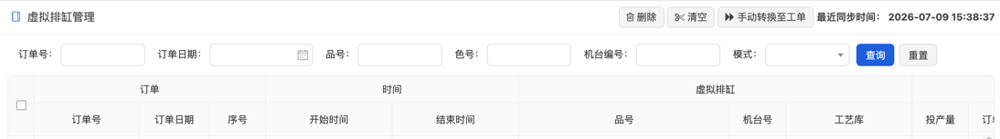 虚拟排缸管理 删除 清空 手动转换至工单 最近同步时间： 2026-07-09 15:38:37
订单号： 订单日期： 品号： 色号： 机台编号： 模式： 查询 重置
订单 时间 虚拟排缸
订单号 订单日期 序号 开始时间 结束时间 品号 机台号 工艺库 投产量